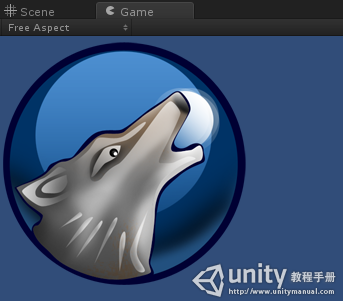 Scene
Game
Free Aspect
unity 教程手册
http://www.unitymanual.com